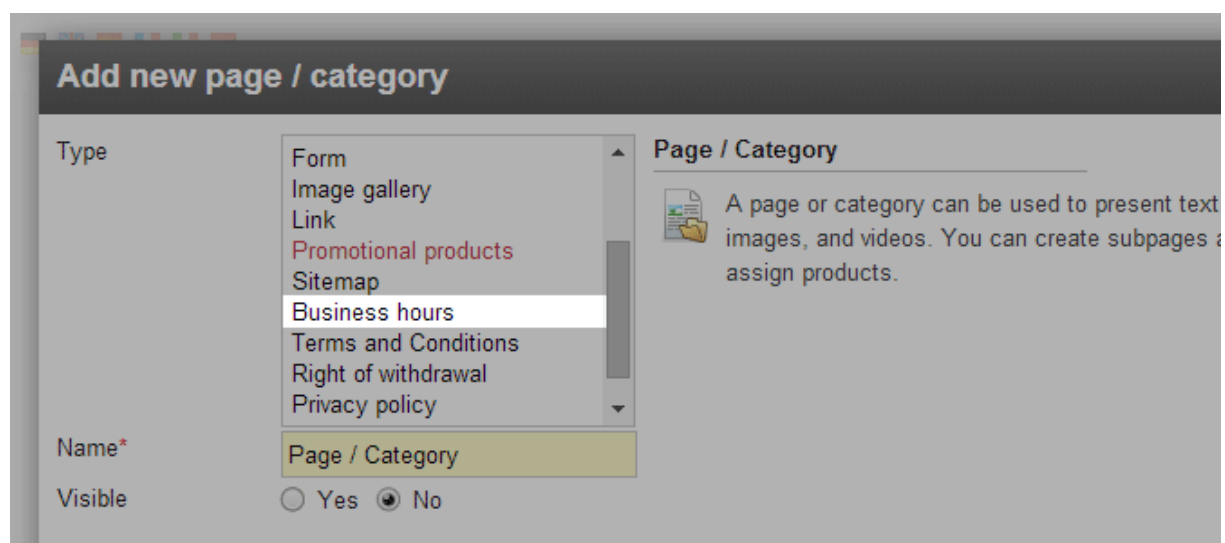 Add new page / category
Type
Form
Image gallery
Link
Promotional products
Sitemap
Business hours
Terms and Conditions
Right of withdrawal
Privacy policy
Page / Category
A page or category can be used to present text
images, and videos. You can create subpages a
assign products.
Name*
Page / Category
Visible
Yes No